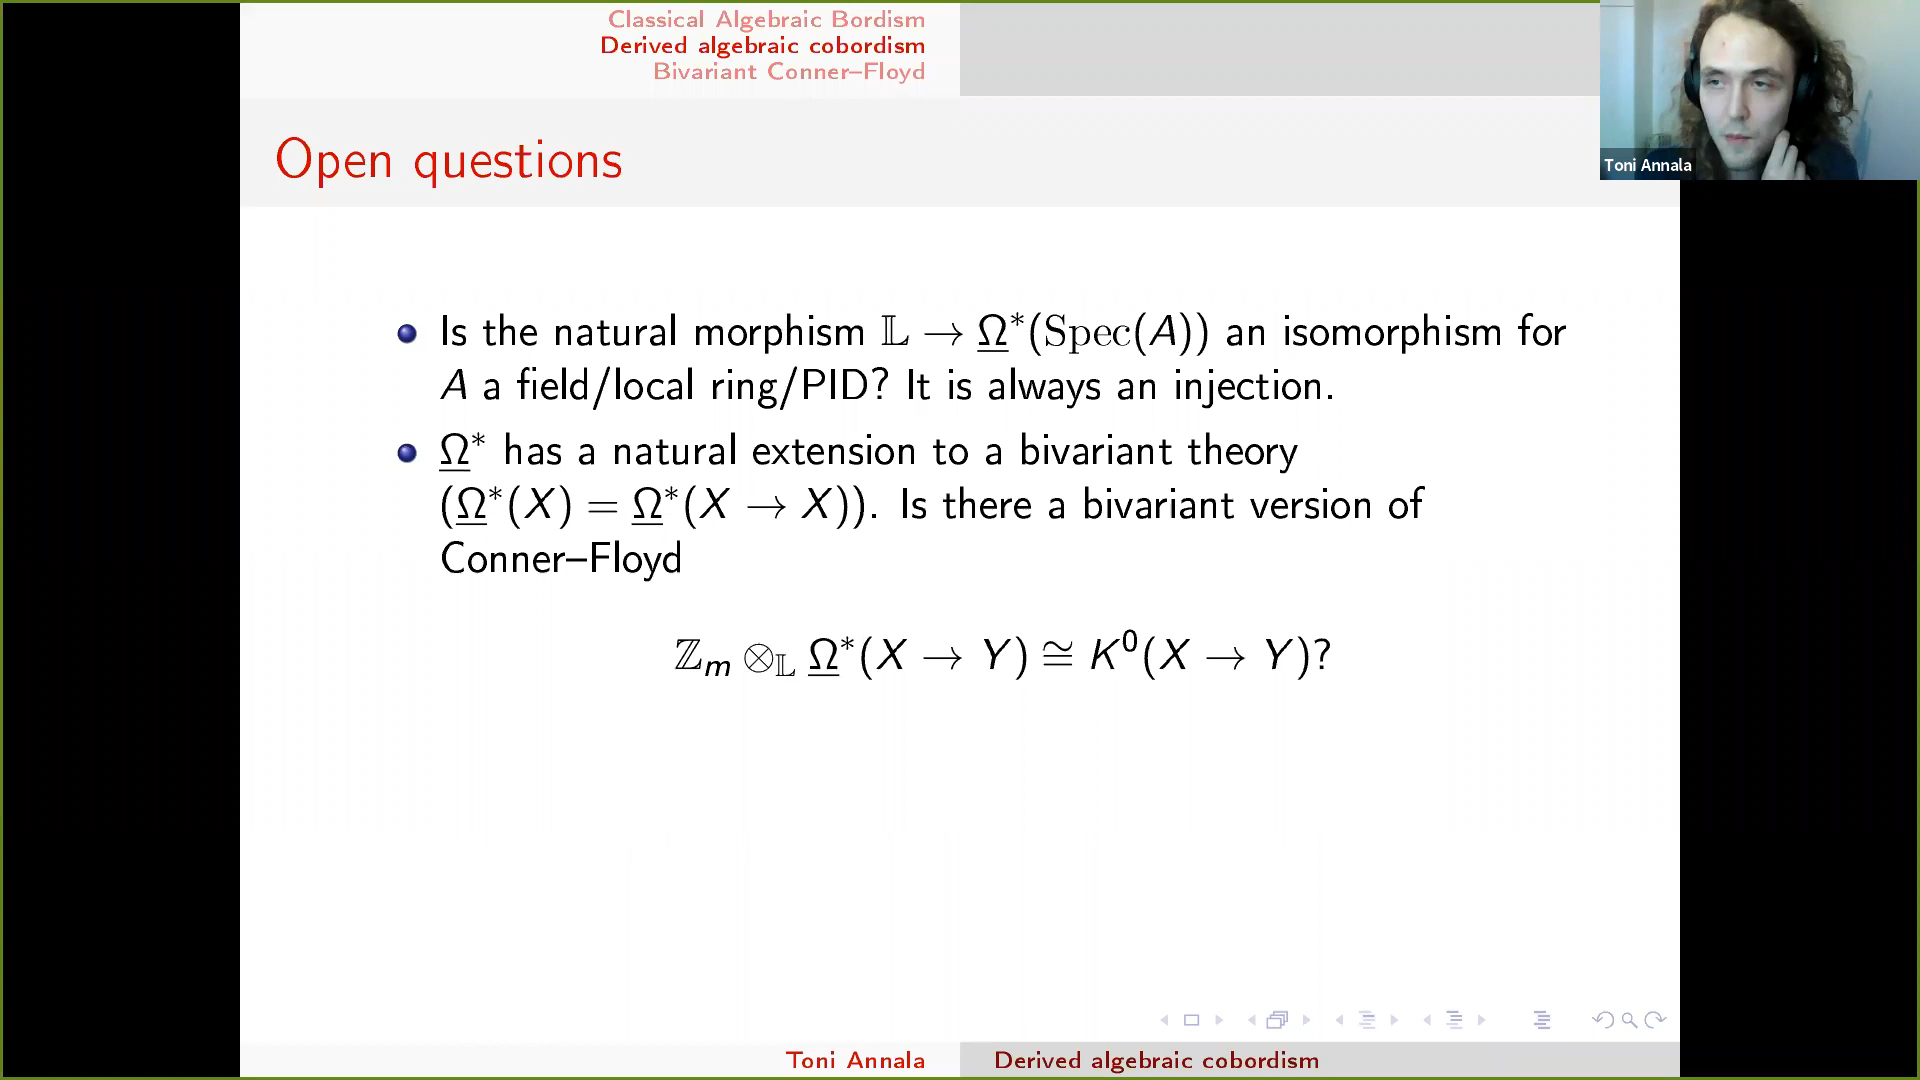 Classical Algebraic Bordism
Derived algebraic cobordism
Bivariant Conner–Floyd
Open questions
Toni Annala
Is the natural morphism 𝕃 → Ω̲*(Spec(A)) an isomorphism for
A a field/local ring/PID? It is always an injection.
Ω̲* has a natural extension to a bivariant theory
(Ω̲*(X) = Ω̲*(X → X)). Is there a bivariant version of
Conner–Floyd
ℤₘ ⊗_𝕃 Ω̲*(X → Y) ≅ K⁰(X → Y)?
Toni Annala
Derived algebraic cobordism